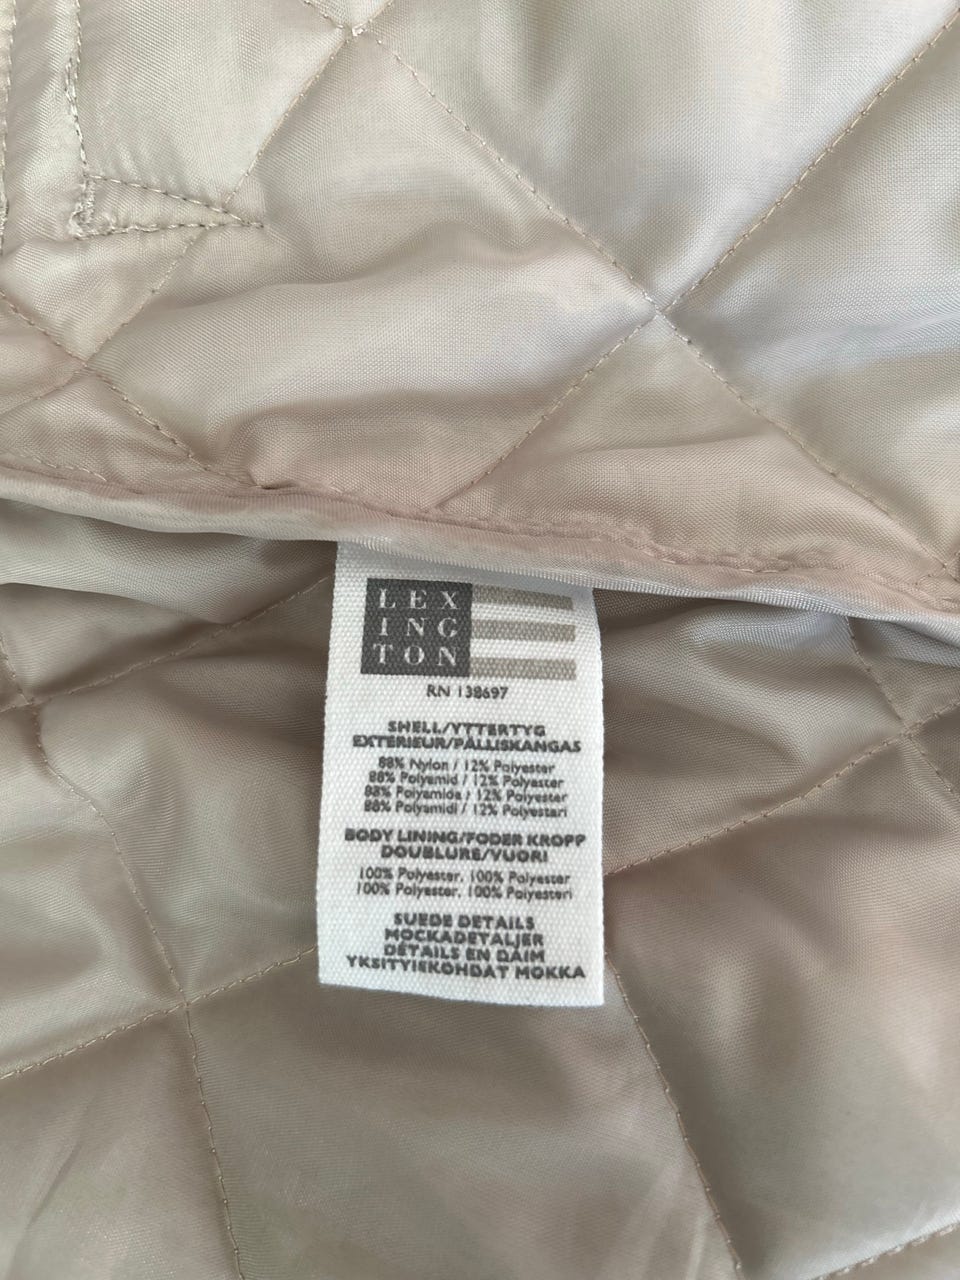 LEX
ING
TON
RN 138697
SHELL/YTTERTYG
EXTERIEUR/PÄLLISKANGAS
88% Nylon / 12% Polyester
88% Polyamid / 12% Polyester
88% Polyamide / 12% Polyester
88% Polyamidi / 12% Polyesteri
BODY LINING/FODER KROPP
DOUBLURE/VUORI
100% Polyester, 100% Polyester
100% Polyester, 100% Polyesteri
SUEDE DETAILS
MOCKADETALJER
DÉTAILS EN DAIM
YKSITYIEKOHDAT MOKKA